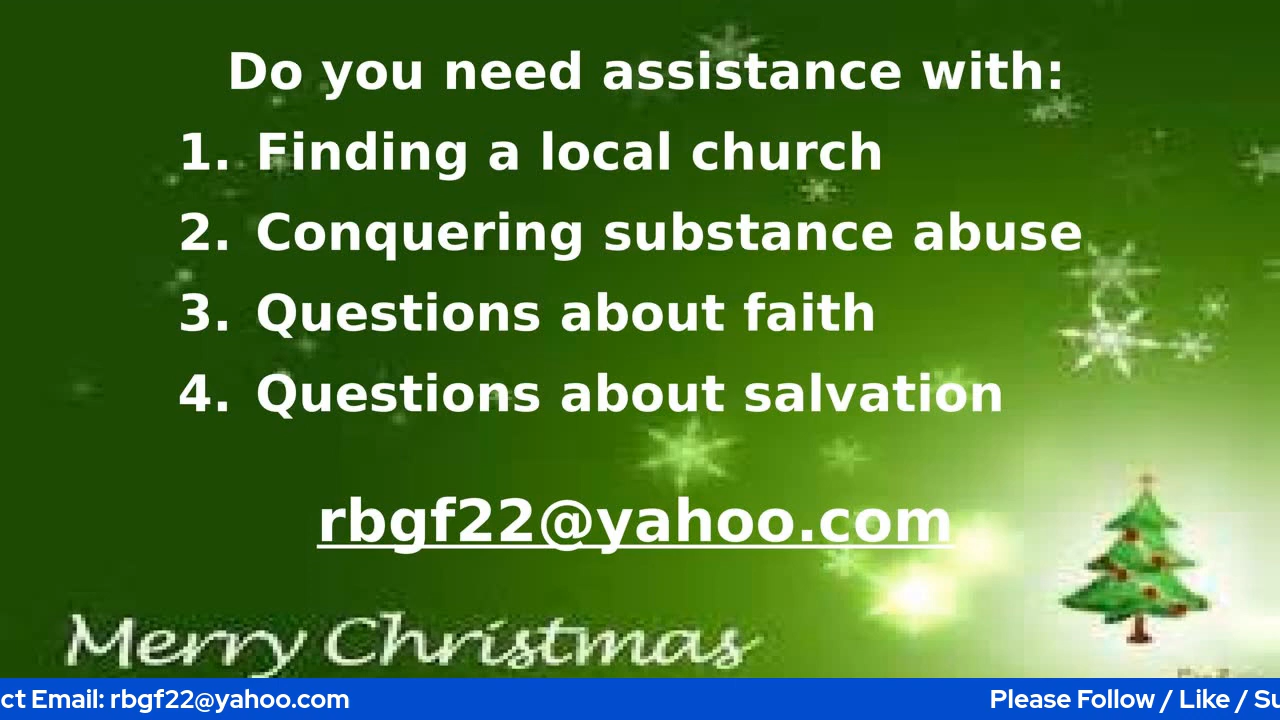 Do you need assistance with:
1. Finding a local church
2. Conquering substance abuse
3. Questions about faith
4. Questions about salvation
rbgf22@yahoo.com
Merry Christmas
ct Email: rbgf22@yahoo.com Please Follow / Like / Su